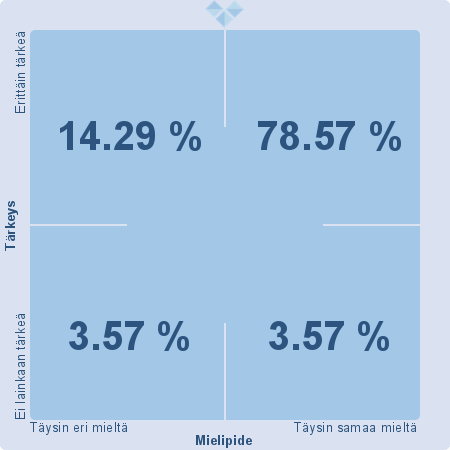 Erittäin tärkeä
14.29 %
78.57 %
Tärkeys
Ei lainkaan tärkeä
3.57 %
3.57 %
Täysin eri mieltä
Täysin samaa mieltä
Mielipide